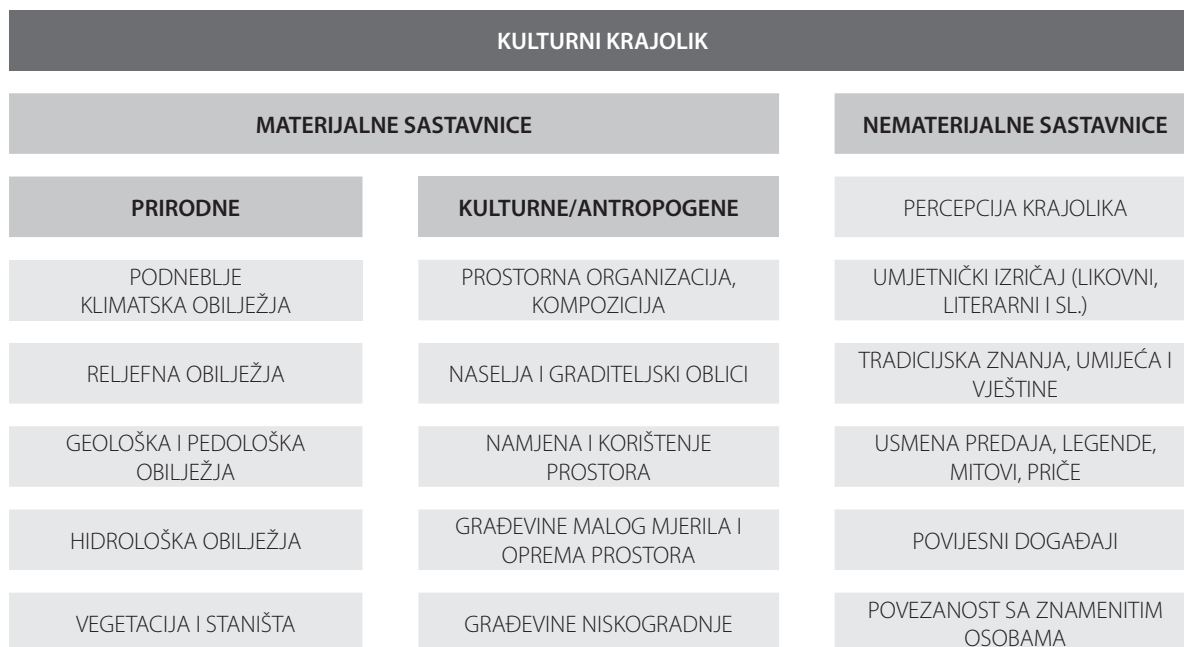 KULTURNI KRAJOLIK
MATERIJALNE SASTAVNICE
NEMATERIJALNE SASTAVNICE
PRIRODNE
KULTURNE/ANTROPOGENE
PERCEPCIJA KRAJOLIKA
PODNEBLJE
KLIMATSKA OBILJEŽJA
PROSTORNA ORGANIZACIJA,
KOMPOZICIJA
UMJETNIČKI IZRIČAJ (LIKOVNI,
LITERARNI I SL.)
RELJEFNA OBILJEŽJA
NASELJA I GRADITELJSKI OBLICI
TRADICIJSKA ZNANJA, UMIJEĆA I
VJEŠTINE
GEOLOŠKA I PEDOLOŠKA
OBILJEŽJA
NAMJENA I KORIŠTENJE
PROSTORA
USMENA PREDAJA, LEGENDE,
MITOVI, PRIČE
HIDROLOŠKA OBILJEŽJA
GRAĐEVINE MALOG MJERILA I
OPREMA PROSTORA
POVIJESNI DOGAĐAJI
VEGETACIJA I STANIŠTA
GRAĐEVINE NISKOGRADNJE
POVEZANOST SA ZNAMENITIM
OSOBAMA